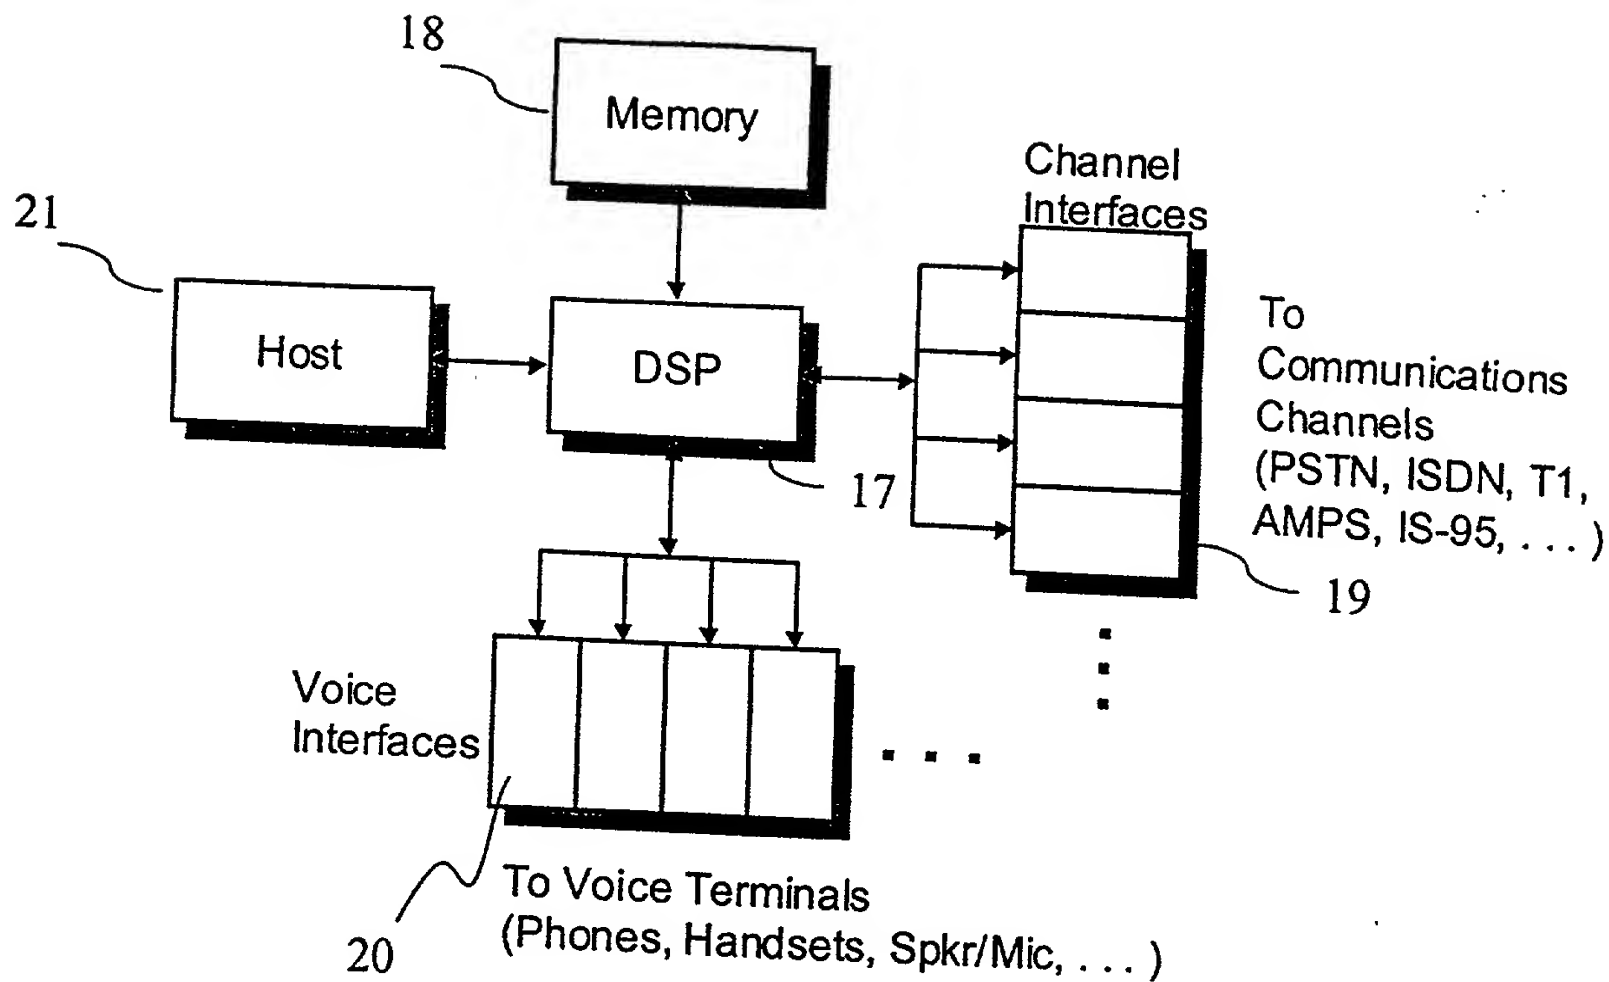 18
Memory
Channel
Interfaces
21
Host
DSP
To
Communications
Channels
(PSTN, ISDN, T1,
AMPS, IS-95, . . . )
17
19
Voice
Interfaces
. . .
20
To Voice Terminals
(Phones, Handsets, Spkr/Mic, . . . )